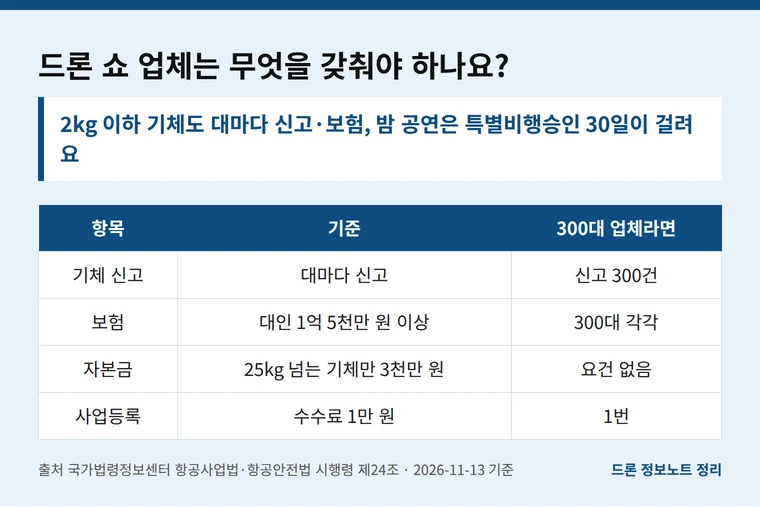 드론 쇼 업체는 무엇을 갖춰야 하나요?
2kg 이하 기체도 대마다 신고·보험, 밤 공연은 특별비행승인 30일이 걸려
요
항목 기준 300대 업체라면
기체 신고 대마다 신고 신고 300건
보험 대인 1억 5천만 원 이상 300대 각각
자본금 25kg 넘는 기체만 3천만 원 요건 없음
사업등록 수수료 1만 원 1번
출처 국가법령정보센터 항공사업법·항공안전법 시행령 제24조 · 2026-11-13 기준 드론 정보노트 정리